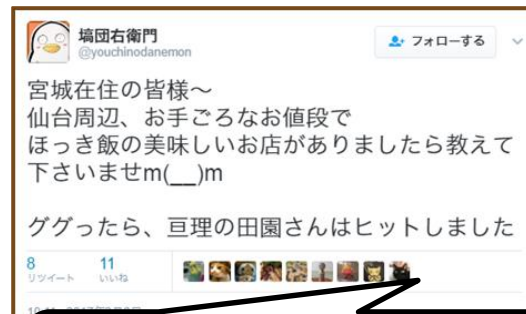 塙団右衛門
@youchinodanemon
フォローする
宮城在住の皆様～
仙台周辺、お手ごろなお値段で
ほっき飯の美味しいお店がありましたら教えて
下さいませm(__)m
ググったら、亘理の田園さんはヒットしました
8 11
リツイート いいね